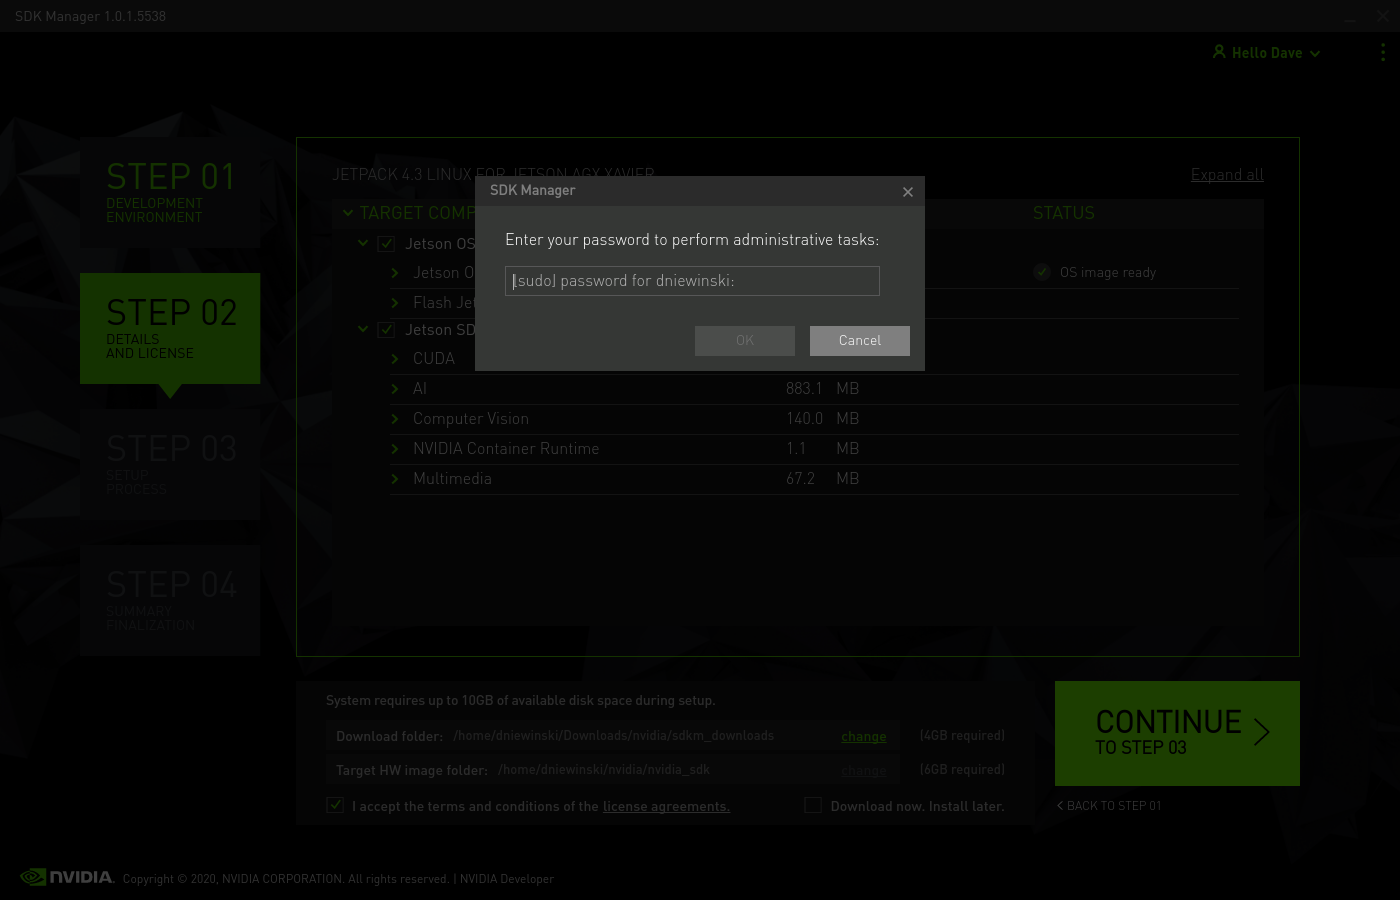 SDK Manager 1.0.1.5538
Hello Dave
STEP 01
DEVELOPMENT
ENVIRONMENT
STEP 02
DETAILS
AND LICENSE
STEP 03
SETUP
PROCESS
STEP 04
SUMMARY
FINALIZATION
JETPACK 4.3 LINUX FOR JETSON AGX XAVIER
Expand all
TARGET COMP
STATUS
Jetson OS
Jetson O
OS image ready
Flash Jet
Jetson SD
CUDA
AI 883.1 MB
Computer Vision 140.0 MB
NVIDIA Container Runtime 1.1 MB
Multimedia 67.2 MB
SDK Manager
Enter your password to perform administrative tasks:
[sudo] password for dniewinski:
OK Cancel
System requires up to 10GB of available disk space during setup.
Download folder: /home/dniewinski/Downloads/nvidia/sdkm_downloads change (4GB required)
Target HW image folder: /home/dniewinski/nvidia/nvidia_sdk change (6GB required)
I accept the terms and conditions of the license agreements. Download now. Install later.
CONTINUE
TO STEP 03
BACK TO STEP 01
NVIDIA. Copyright © 2020, NVIDIA CORPORATION. All rights reserved. | NVIDIA Developer